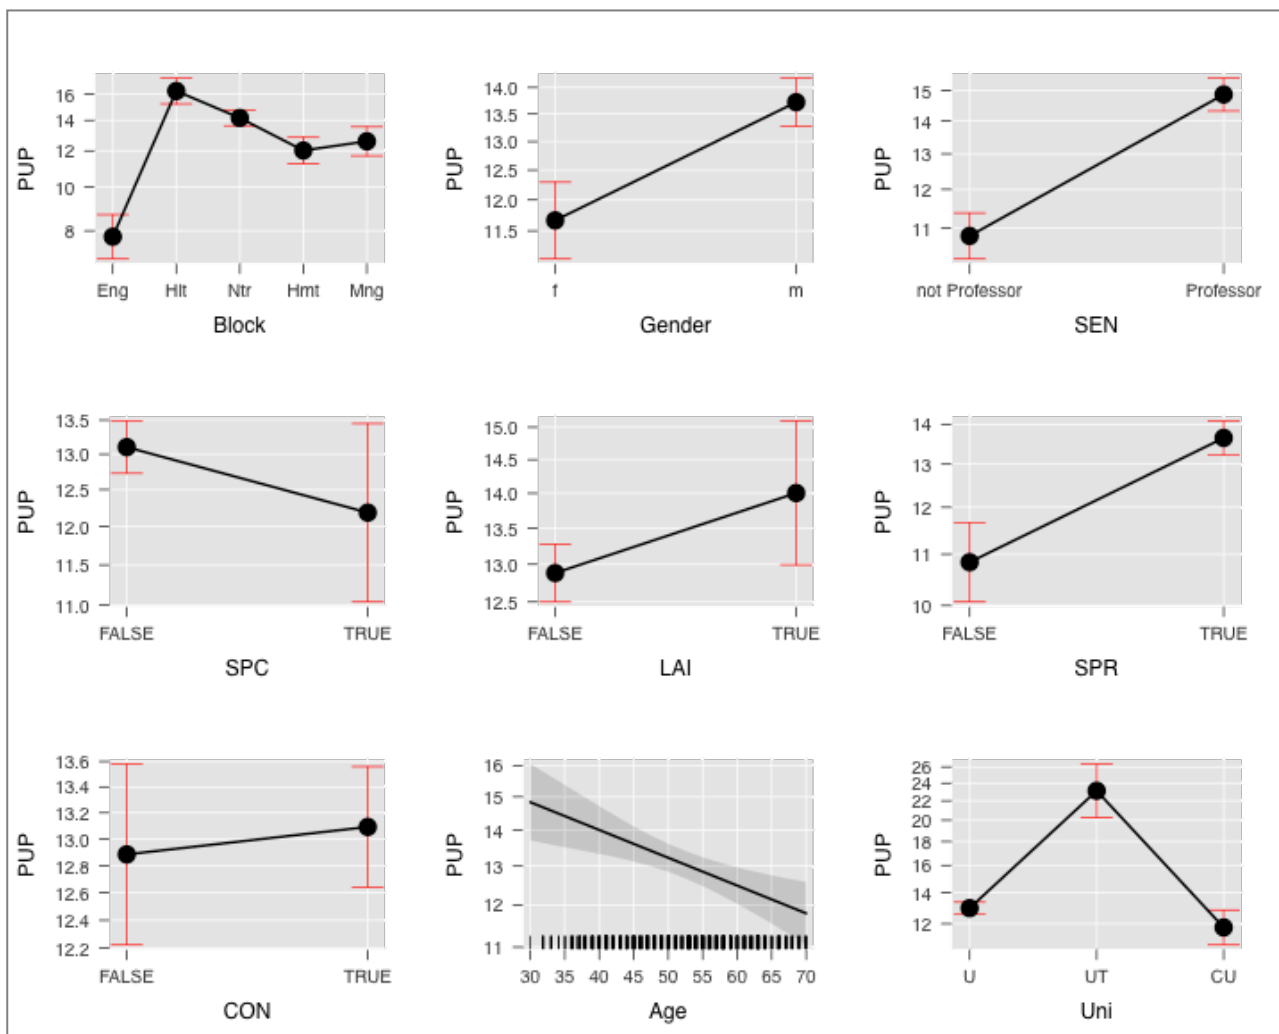 PUP
16
14
12
10
8
Eng Hlt Ntr Hmt Mng
Block
PUP
14.0
13.5
13.0
12.5
12.0
11.5
f m
Gender
PUP
15
14
13
12
11
not Professor Professor
SEN
PUP
13.5
13.0
12.5
12.0
11.5
11.0
FALSE TRUE
SPC
PUP
15.0
14.5
14.0
13.5
13.0
12.5
FALSE TRUE
LAI
PUP
14
13
12
11
10
FALSE TRUE
SPR
PUP
13.6
13.4
13.2
13.0
12.8
12.6
12.4
12.2
FALSE TRUE
CON
PUP
16
15
14
13
12
11
30 35 40 45 50 55 60 65 70
Age
PUP
26
24
22
20
18
16
14
12
U UT CU
Uni